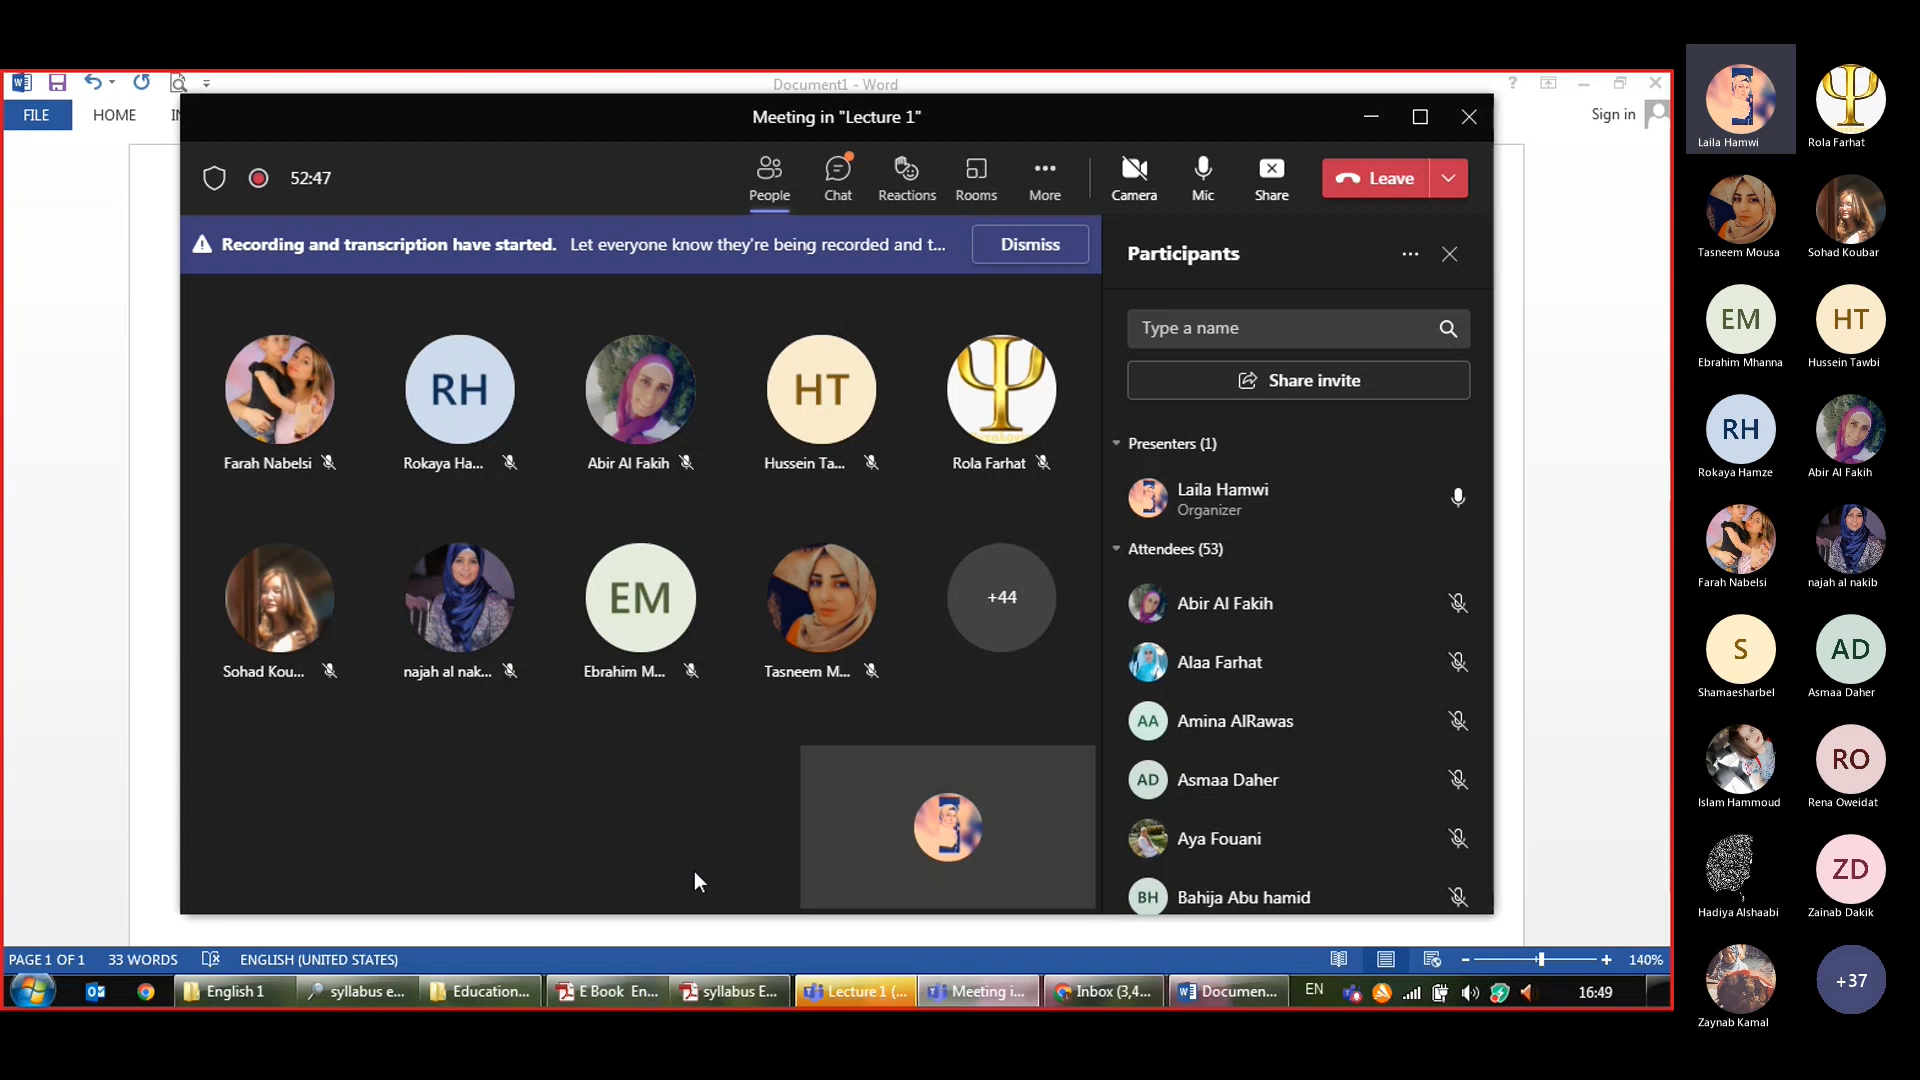 Document1 - Word
FILE
HOME
Sign in
Meeting in "Lecture 1"
52:47
People
Chat
Reactions
Rooms
More
Camera
Mic
Share
Leave
Recording and transcription have started. Let everyone know they're being recorded and t...
Dismiss
Farah Nabelsi
RH
Rokaya Ha...
Abir Al Fakih
HT
Hussein Ta...
Rola Farhat
Sohad Kou...
najah al nak...
EM
Ebrahim M...
Tasneem M...
+44
Participants
Type a name
Share invite
Presenters (1)
Laila Hamwi
Organizer
Attendees (53)
Abir Al Fakih
Alaa Farhat
AA
Amina AlRawas
AD
Asmaa Daher
Aya Fouani
BH
Bahija Abu hamid
PAGE 1 OF 1
33 WORDS
ENGLISH (UNITED STATES)
140%
English 1
syllabus e...
Education...
E Book En...
syllabus E...
Lecture 1 (...
Meeting i...
Inbox (3,4...
Documen...
EN
16:49
Laila Hamwi
Rola Farhat
Tasneem Mousa
Sohad Koubar
EM
HT
Ebrahim Mhanna
Hussein Tawbi
RH
Rokaya Hamze
Abir Al Fakih
Farah Nabelsi
najah al nakib
S
AD
Shamaesharbel
Asmaa Daher
RO
Islam Hammoud
Rena Oweidat
ZD
Hadiya Alshaabi
Zainab Dakik
+37
Zaynab Kamal